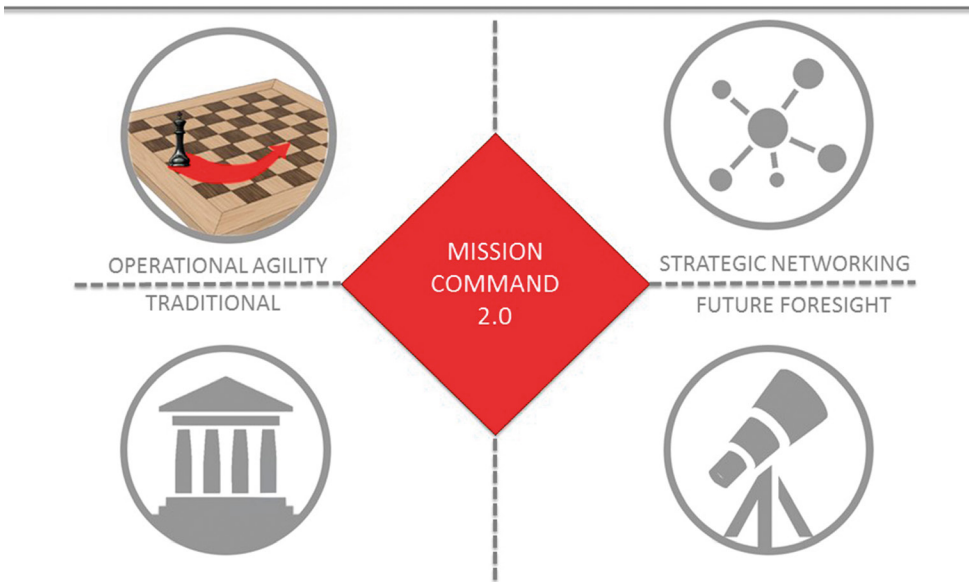 OPERATIONAL AGILITY
TRADITIONAL
MISSION
COMMAND
2.0
STRATEGIC NETWORKING
FUTURE FORESIGHT